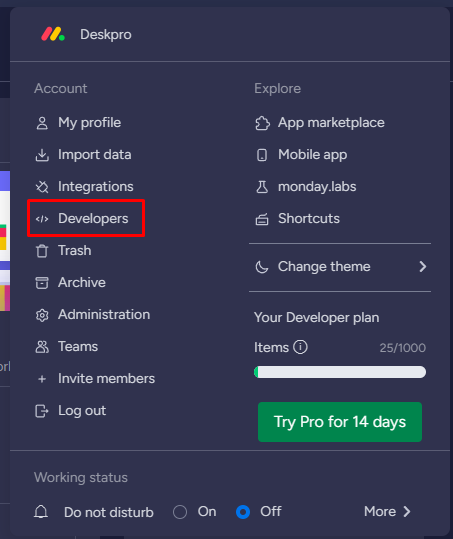 Deskpro
Account
My profile
Import data
Integrations
Developers
Trash
Archive
Administration
Teams
Invite members
Log out
Explore
App marketplace
Mobile app
monday.labs
Shortcuts
Change theme
Your Developer plan
Items 25/1000
Try Pro for 14 days
Working status
Do not disturb On Off More